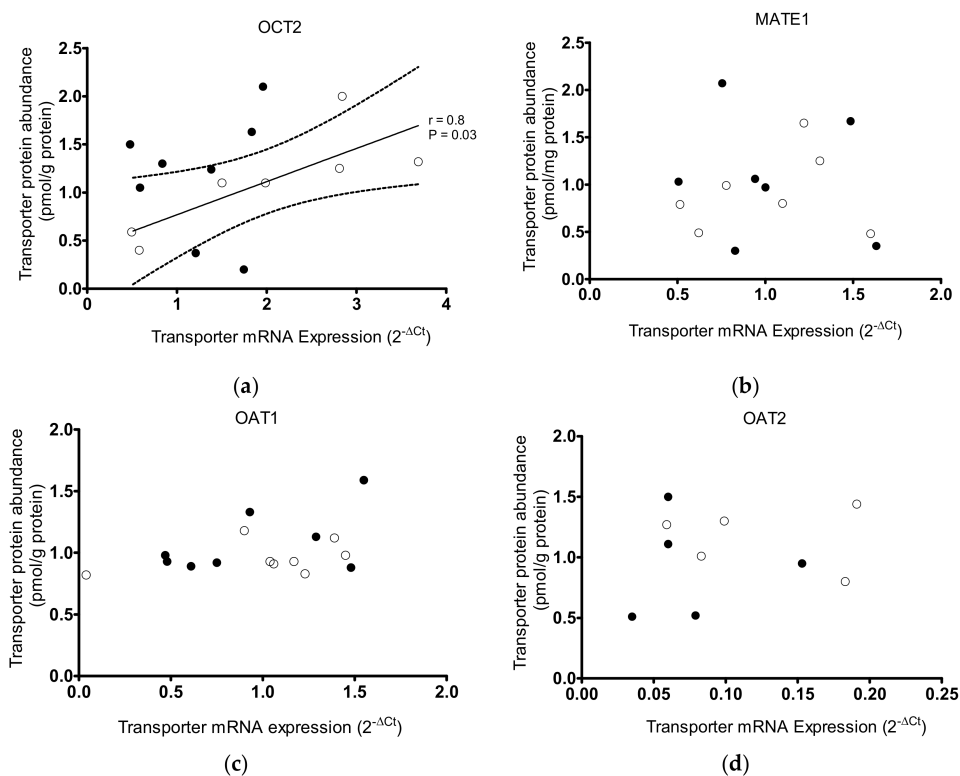 OCT2
Transporter protein abundance
(pmol/g protein)
2.5
2.0
1.5
1.0
0.5
0.0
r = 0.8
P = 0.03
0 1 2 3 4
Transporter mRNA Expression (2-ΔCt)
(a)
MATE1
Transporter protein abundance
(pmol/mg protein)
2.5
2.0
1.5
1.0
0.5
0.0
0.0 0.5 1.0 1.5 2.0
Transporter mRNA Expression (2-ΔCt)
(b)
OAT1
Transporter protein abundance
(pmol/g protein)
2.0
1.5
1.0
0.5
0.0
0.0 0.5 1.0 1.5 2.0
Transporter mRNA expression (2-ΔCt)
(c)
OAT2
Transporter protein abundance
(pmol/g protein)
2.0
1.5
1.0
0.5
0.0
0.00 0.05 0.10 0.15 0.20 0.25
Transporter mRNA Expression (2-ΔCt)
(d)